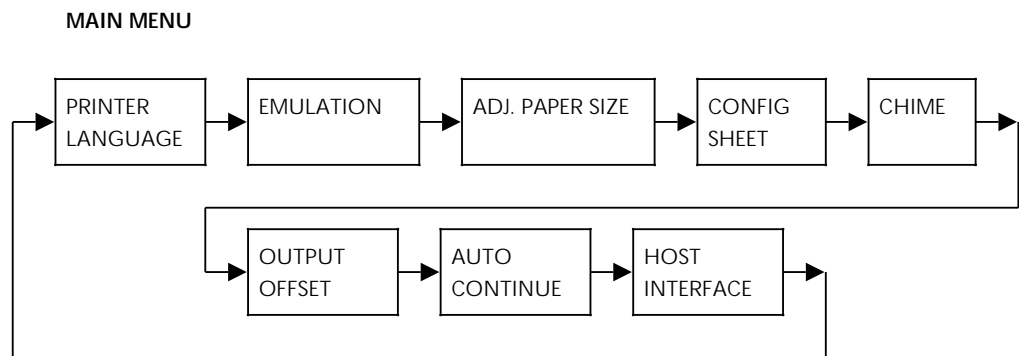 MAIN MENU
PRINTER
LANGUAGE
EMULATION
ADJ. PAPER SIZE
CONFIG
SHEET
CHIME
OUTPUT
OFFSET
AUTO
CONTINUE
HOST
INTERFACE